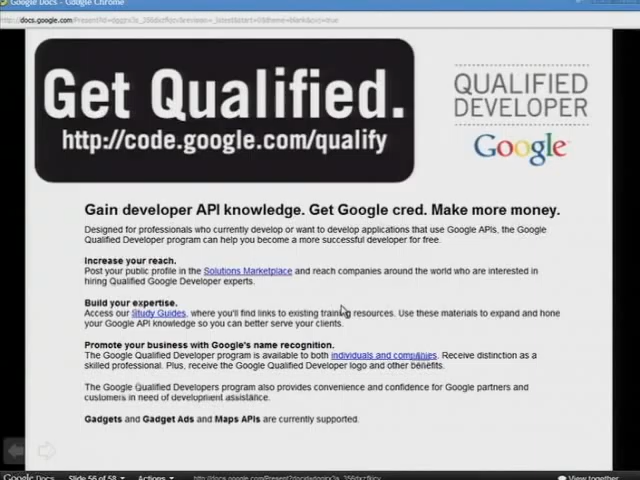 Google Docs - Google Chrome
docs.google.com
Get Qualified.
http://code.google.com/qualify
QUALIFIED
DEVELOPER
Google
Gain developer API knowledge. Get Google cred. Make more money.
Designed for professionals who currently develop or want to develop applications that use Google APIs, the Google
Qualified Developer program can help you become a more successful developer for free.
Increase your reach.
Post your public profile in the Solutions Marketplace and reach companies around the world who are interested in
hiring Qualified Google Developer experts.
Build your expertise.
Access our Study Guides, where you'll find links to existing training resources. Use these materials to expand and hone
your Google API knowledge so you can better serve your clients.
Promote your business with Google's name recognition.
The Google Qualified Developer program is available to both individuals and companies. Receive distinction as a
skilled professional. Plus, receive the Google Qualified Developer logo and other benefits.
The Google Qualified Developers program also provides convenience and confidence for Google partners and
customers in need of development assistance.
Gadgets and Gadget Ads and Maps APIs are currently supported.
Google Docs Slide 56 of 58 Actions View together